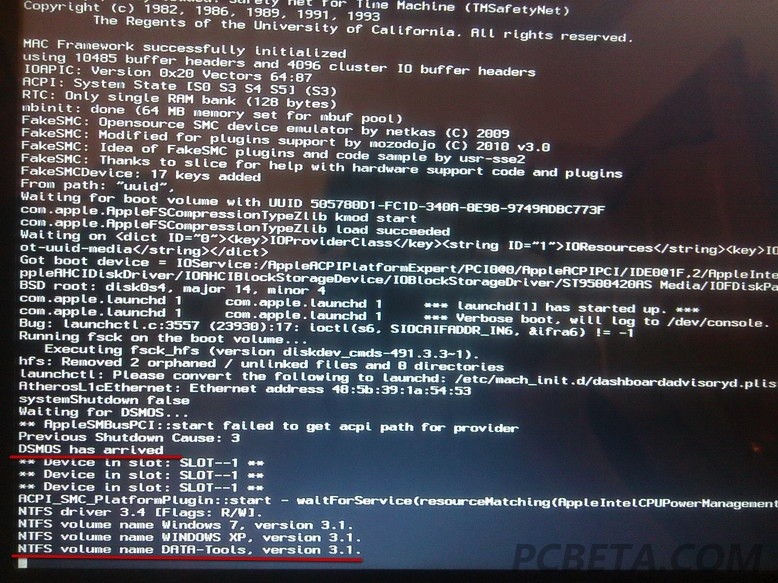 Safety Net for Time Machine (TMSafetyNet)
Copyright (c) 1982, 1986, 1989, 1991, 1993
The Regents of the University of California. All rights reserved.
MAC Framework successfully initialized
using 10485 buffer headers and 4096 cluster IO buffer headers
IOAPIC: Version 0x20 Vectors 64:87
ACPI: System State [S0 S3 S4 S5] (S3)
RTC: Only single RAM bank (128 bytes)
mbinit: done (64 MB memory set for mbuf pool)
FakeSMC: Opensource SMC device emulator by netkas (C) 2009
FakeSMC: Modified for plugins support by mozodojo (C) 2010 v3.0
FakeSMC: Idea of FakeSMC plugins and code sample by usr-sse2
FakeSMC: Thanks to slice for help with hardware support code and plugins
FakeSMCDevice: 17 keys added
From path: "uuid",
Waiting for boot volume with UUID 505780D1-FC1D-340A-8E98-9749ADBC773F
com.apple.AppleFSCompressionTypeZlib kmod start
com.apple.AppleFSCompressionTypeZlib load succeeded
Waiting on <dict ID="0"><key>IOProviderClass</key><string ID="1">IOResources</string><key>IO
ot-uuid-media</string></dict>
Got boot device = IOService:/AppleACPIPlatformExpert/PCI0@0/AppleACPIPCI/IDE0@1F,2/AppleInte
ppleAHCIDiskDriver/IOAHCIBlockStorageDevice/IOBlockStorageDriver/ST9500420AS Media/IOFDiskPa
BSD root: disk0s4, major 14, minor 4
com.apple.launchd 1 com.apple.launchd 1 *** launchd[1] has started up. ***
com.apple.launchd 1 com.apple.launchd 1 *** Verbose boot, will log to /dev/console.
Bug: launchctl.c:3557 (23930):17: ioctl(s6, SIOCAIFADDR_IN6, &ifra6) != -1
Running fsck on the boot volume...
Executing fsck_hfs (version diskdev_cmds-491.3.3~1).
hfs: Removed 2 orphaned / unlinked files and 0 directories
launchctl: Please convert the following to launchd: /etc/mach_init.d/dashboardadvisoryd.plis
AtherosL1cEthernet: Ethernet address 48:5b:39:1a:54:53
systemShutdown false
Waiting for DSMOS...
** AppleSMBusPCI::start failed to get acpi path for provider
Previous Shutdown Cause: 3
DSMOS has arrived
** Device in slot: SLOT--1 **
** Device in slot: SLOT--1 **
** Device in slot: SLOT--1 **
ACPI_SMC_PlatformPlugin::start - waitForService(resourceMatching(AppleIntelCPUPowerManagement
NTFS driver 3.4 [Flags: R/W].
NTFS volume name Windows 7, version 3.1.
NTFS volume name WINDOWS XP, version 3.1.
NTFS volume name DATA-Tools, version 3.1.
PCBETA.COM